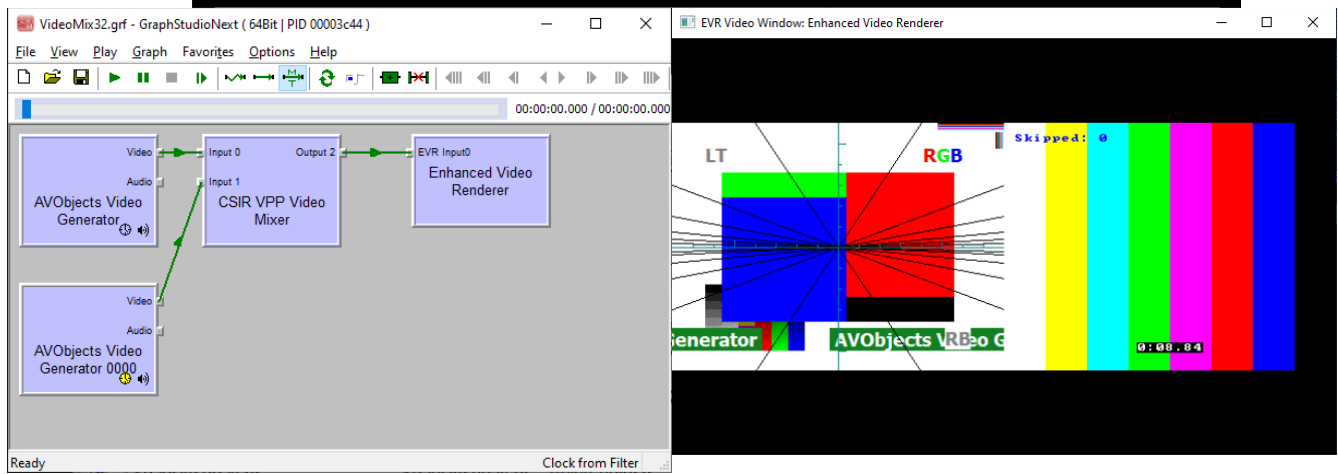 VideoMix32.grf - GraphStudioNext ( 64Bit | PID 00003c44 )
File View Play Graph Favorites Options Help
M
T
00:00:00.000 / 00:00:00.000
Video
Audio
AVObjects Video
Generator
Input 0
Output 2
Input 1
CSIR VPP Video
Mixer
EVR Input0
Enhanced Video
Renderer
Video
Audio
AVObjects Video
Generator 0000
Ready
Clock from Filter
EVR Video Window: Enhanced Video Renderer
LT
RGB
Skipped: 0
enerator
AVObjects V
RB
eo G
0:08.84